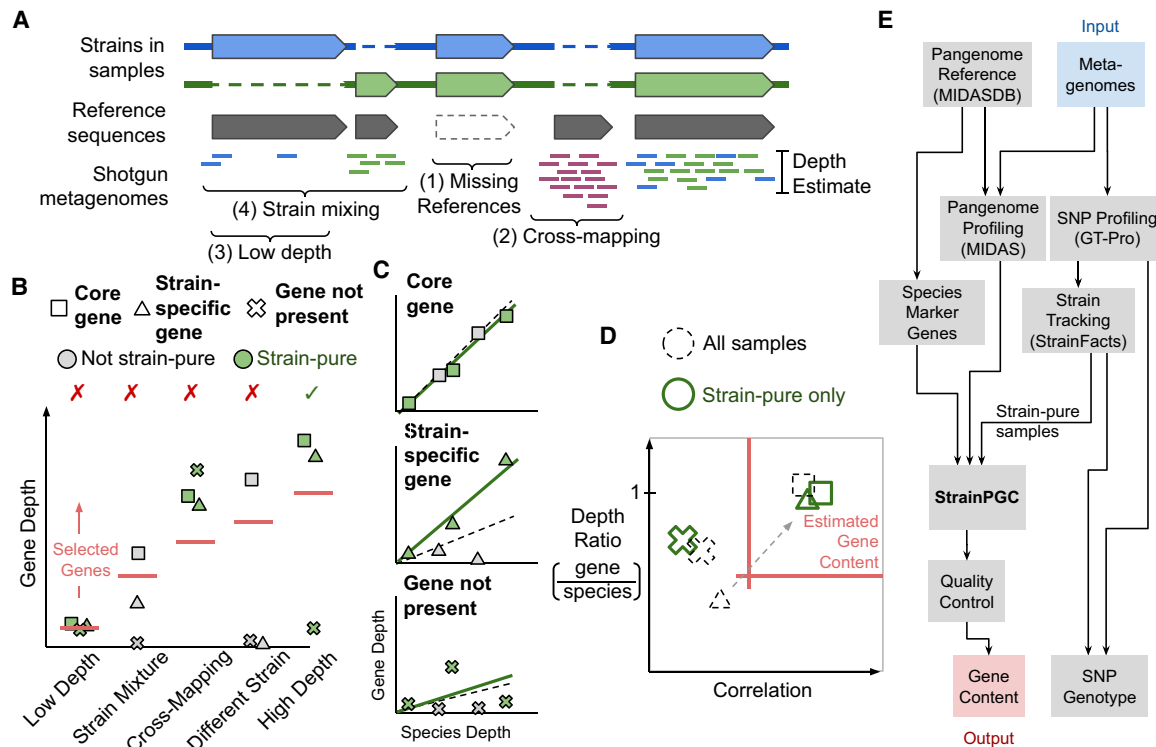 A
Strains in
samples
Reference
sequences
Shotgun
metagenomes
(1) Missing
References
Depth
Estimate
(4) Strain mixing
(2) Cross-mapping
(3) Low depth
B
Core
gene
Strain-
specific
gene
Gene not
present
Not strain-pure
Strain-pure
✗ ✗ ✗ ✗ ✓
Gene Depth
Selected
Genes
Low Depth
Strain Mixture
Cross-Mapping
Different Strain
High Depth
C
Core
gene
Strain-
specific
gene
Gene not
present
Gene Depth
Species Depth
D
All samples
Strain-pure only
1
Depth
Ratio
gene
species
Estimated
Gene
Content
Correlation
E
Input
Pangenome
Reference
(MIDASDB)
Meta-
genomes
Pangenome
Profiling
(MIDAS)
SNP Profiling
(GT-Pro)
Species
Marker
Genes
Strain
Tracking
(StrainFacts)
Strain-pure
samples
StrainPGC
Quality
Control
Gene
Content
SNP
Genotype
Output